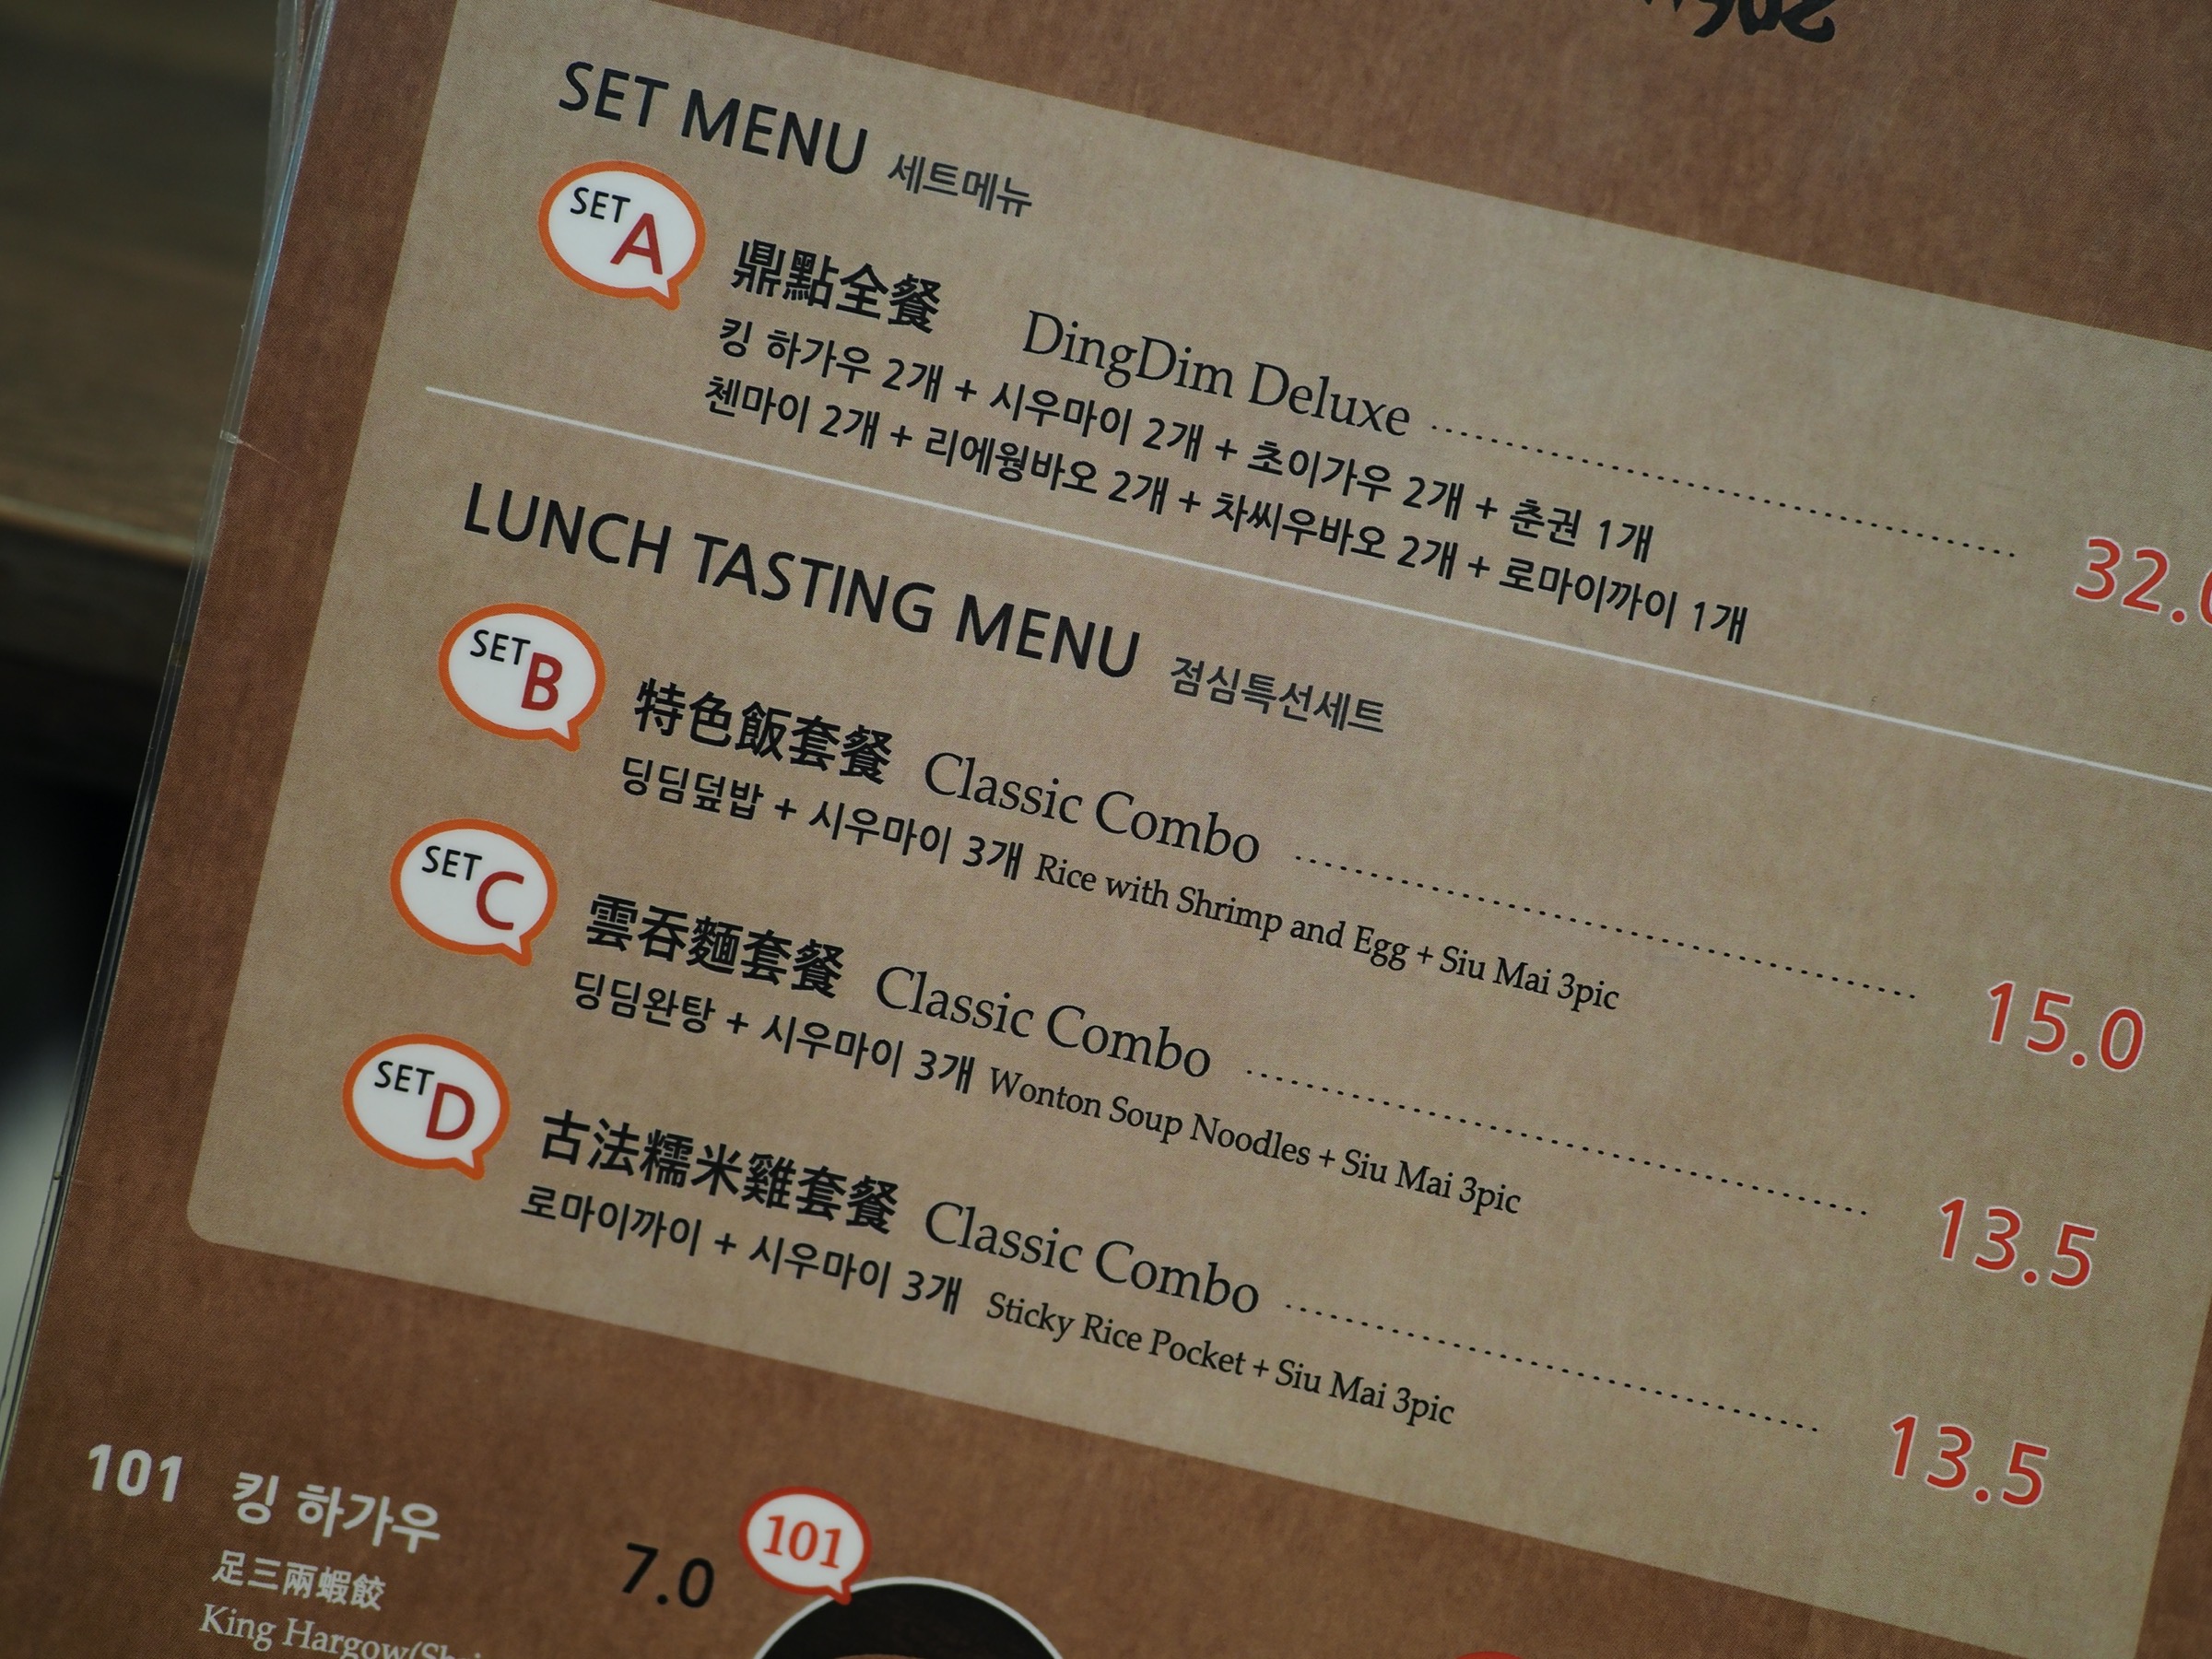 SET MENU 세트메뉴
SET A
鼎點全餐 DingDim Deluxe
킹 하가우 2개 + 시우마이 2개 + 초이가우 2개 + 춘권 1개
첸마이 2개 + 리에웡바오 2개 + 차씨우바오 2개 + 로마이까이 1개
LUNCH TASTING MENU 점심특선세트
SET B
特色飯套餐 Classic Combo 15.0
딩딤덮밥 + 시우마이 3개 Rice with Shrimp and Egg + Siu Mai 3pic
SET C
雲吞麵套餐 Classic Combo 13.5
딩딤완탕 + 시우마이 3개 Wonton Soup Noodles + Siu Mai 3pic
SET D
古法糯米雞套餐 Classic Combo 13.5
로마이까이 + 시우마이 3개 Sticky Rice Pocket + Siu Mai 3pic
101 킹 하가우 7.0 101
足三兩蝦餃
King Hargow